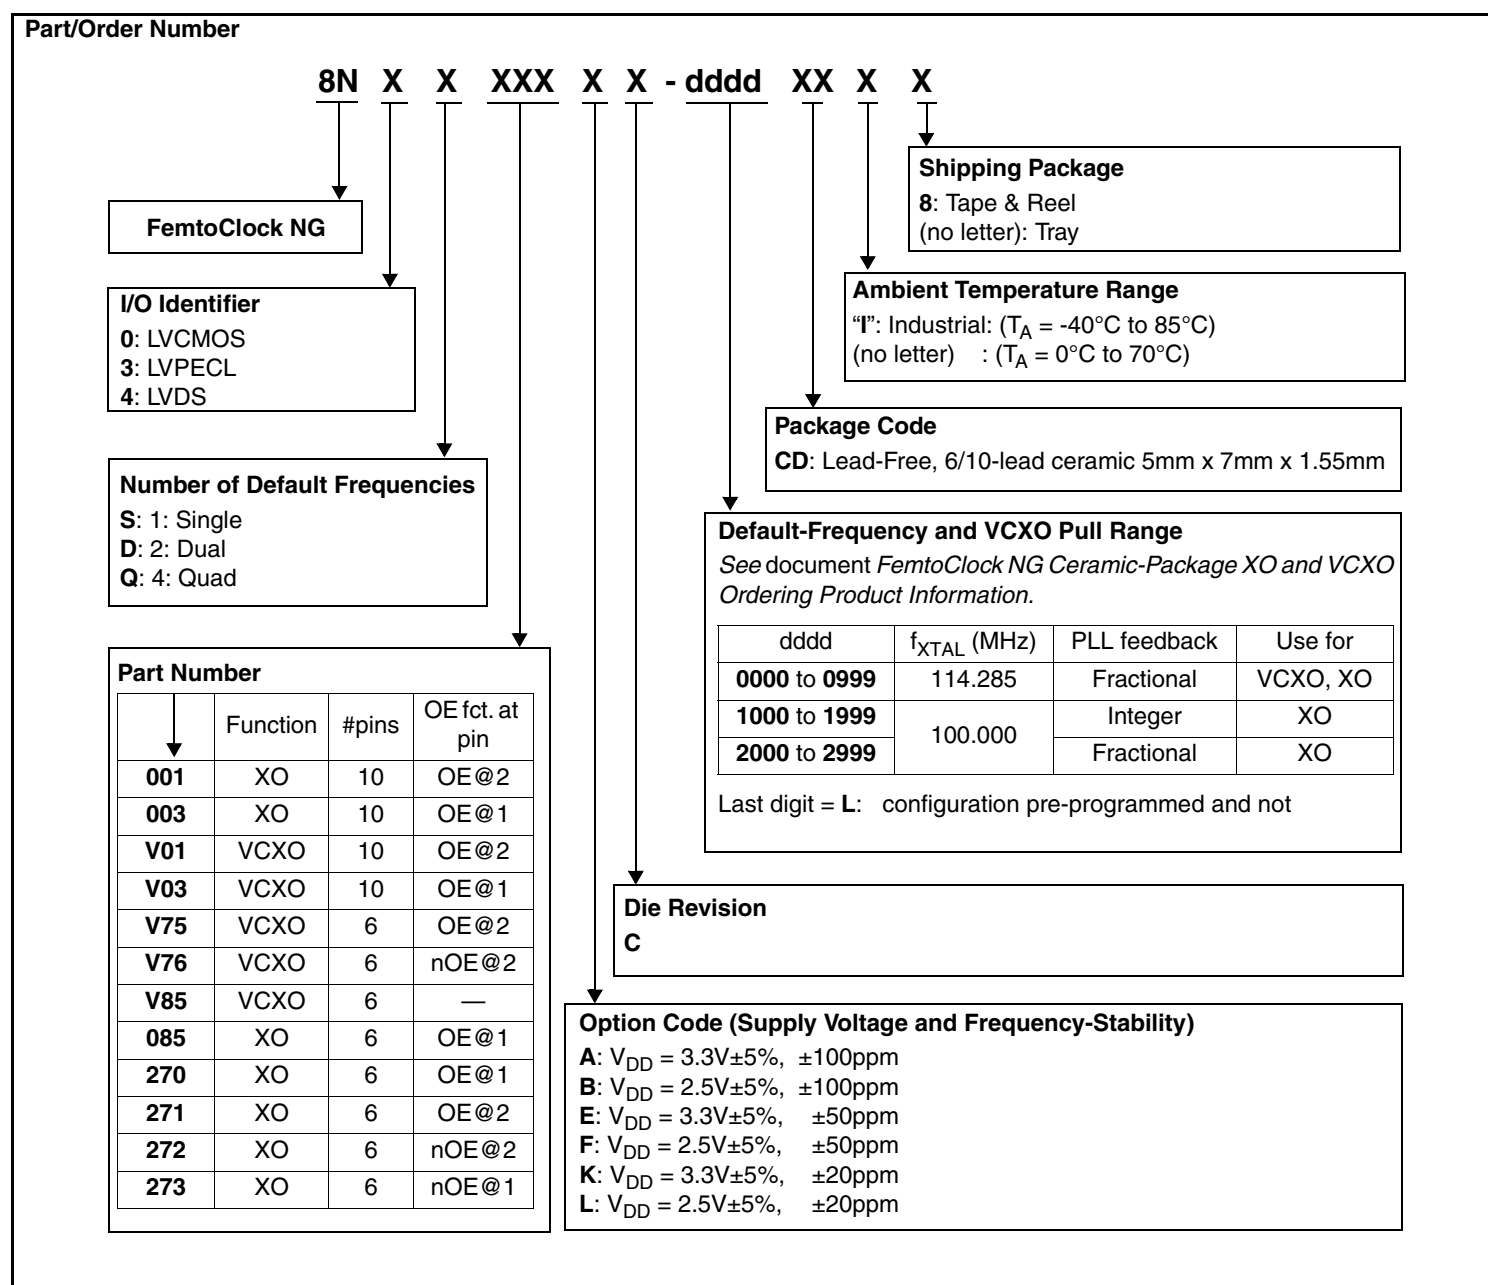 Part/Order Number
8N X X XXX X X - dddd XX X X
Shipping Package
8: Tape & Reel
(no letter): Tray
FemtoClock NG
Ambient Temperature Range
“I”: Industrial: (TA = -40°C to 85°C)
(no letter) : (TA = 0°C to 70°C)
I/O Identifier
0: LVCMOS
3: LVPECL
4: LVDS
Package Code
CD: Lead-Free, 6/10-lead ceramic 5mm x 7mm x 1.55mm
Number of Default Frequencies
S: 1: Single
D: 2: Dual
Q: 4: Quad
Default-Frequency and VCXO Pull Range
See document FemtoClock NG Ceramic-Package XO and VCXO
Ordering Product Information.
dddd fXTAL (MHz) PLL feedback Use for
0000 to 0999 114.285 Fractional VCXO, XO
1000 to 1999 100.000 Integer XO
2000 to 2999 Fractional XO
Last digit = L: configuration pre-programmed and not
Part Number
Function #pins OE fct. at
pin
001 XO 10 OE@2
003 XO 10 OE@1
V01 VCXO 10 OE@2
V03 VCXO 10 OE@1
V75 VCXO 6 OE@2
V76 VCXO 6 nOE@2
V85 VCXO 6 —
085 XO 6 OE@1
270 XO 6 OE@1
271 XO 6 OE@2
272 XO 6 nOE@2
273 XO 6 nOE@1
Die Revision
C
Option Code (Supply Voltage and Frequency-Stability)
A: VDD = 3.3V±5%, ±100ppm
B: VDD = 2.5V±5%, ±100ppm
E: VDD = 3.3V±5%, ±50ppm
F: VDD = 2.5V±5%, ±50ppm
K: VDD = 3.3V±5%, ±20ppm
L: VDD = 2.5V±5%, ±20ppm